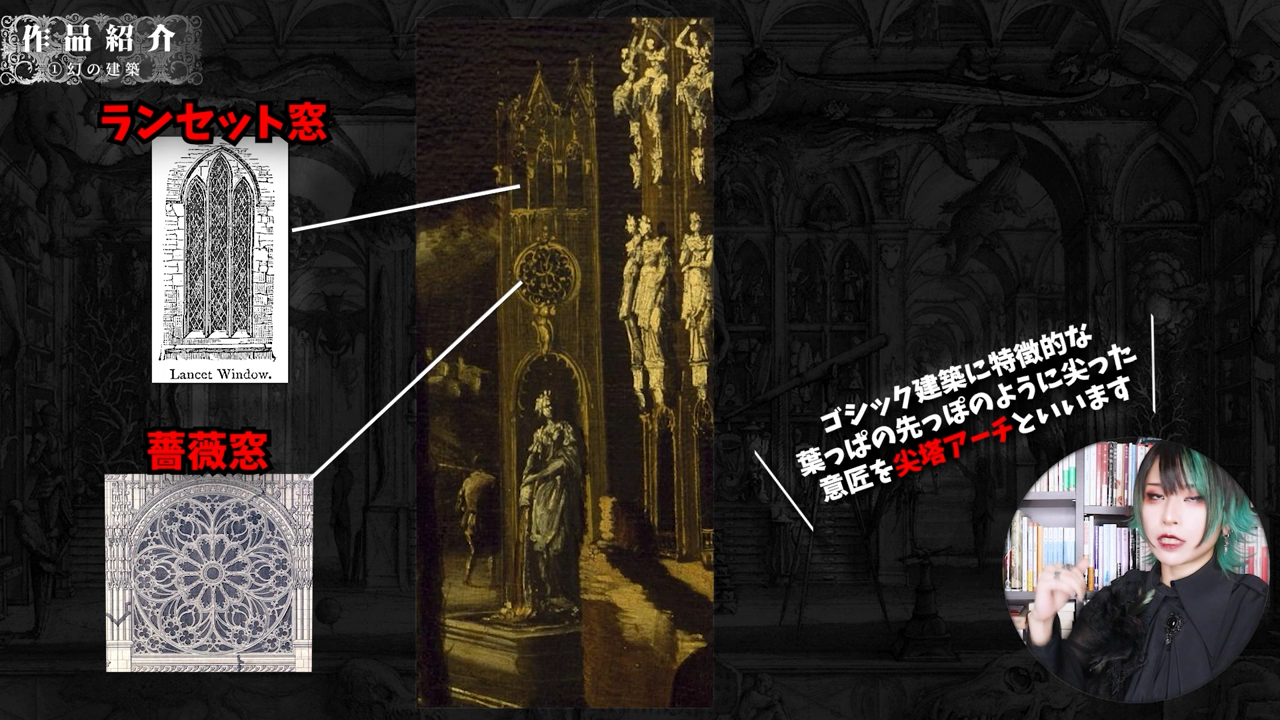 作品紹介
①幻の建築
ランセット窓
Lancet Window.
薔薇窓
ゴシック建築に特徴的な
葉っぱの先っぽのように尖った
意匠を尖塔アーチといいます